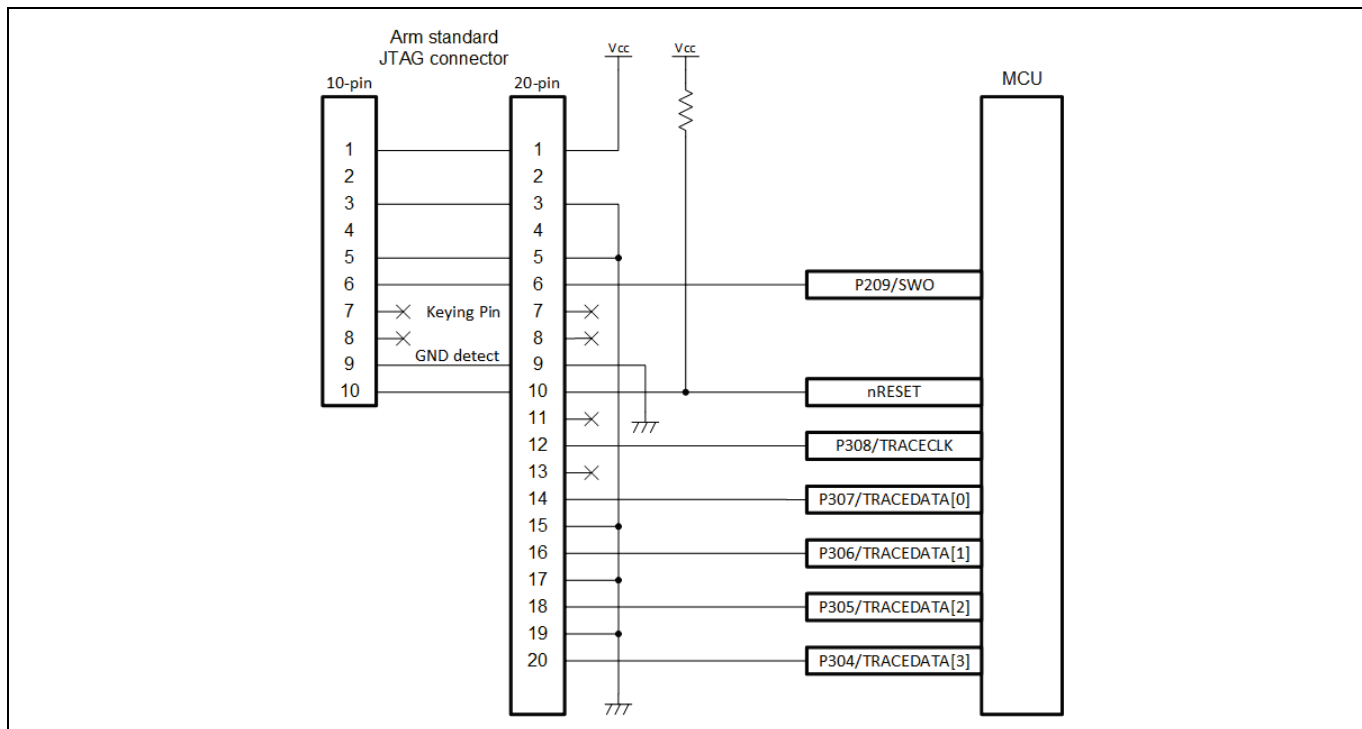 Arm standard
JTAG connector
Vcc
Vcc
10-pin
20-pin
MCU
1
1
2
2
3
3
4
4
5
5
6
6
P209/SWO
7
Keying Pin
7
8
8
GND detect
9
9
10
10
nRESET
11
12
P308/TRACECLK
13
14
P307/TRACEDATA[0]
15
16
P306/TRACEDATA[1]
17
18
P305/TRACEDATA[2]
19
20
P304/TRACEDATA[3]